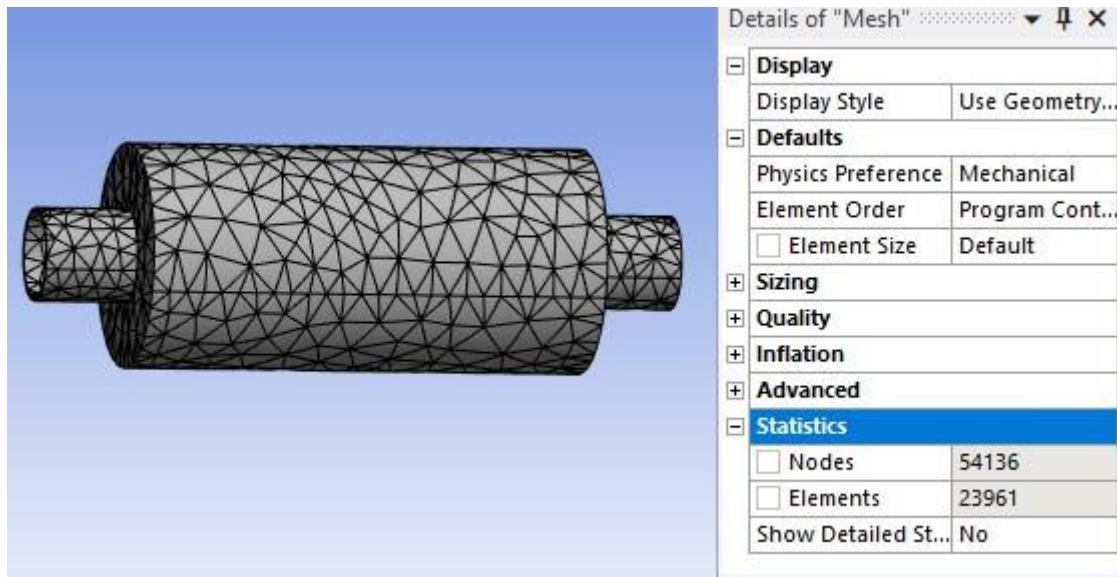 Details of "Mesh"
Display
Display Style Use Geometry...
Defaults
Physics Preference Mechanical
Element Order Program Cont...
Element Size Default
Sizing
Quality
Inflation
Advanced
Statistics
Nodes 54136
Elements 23961
Show Detailed St... No